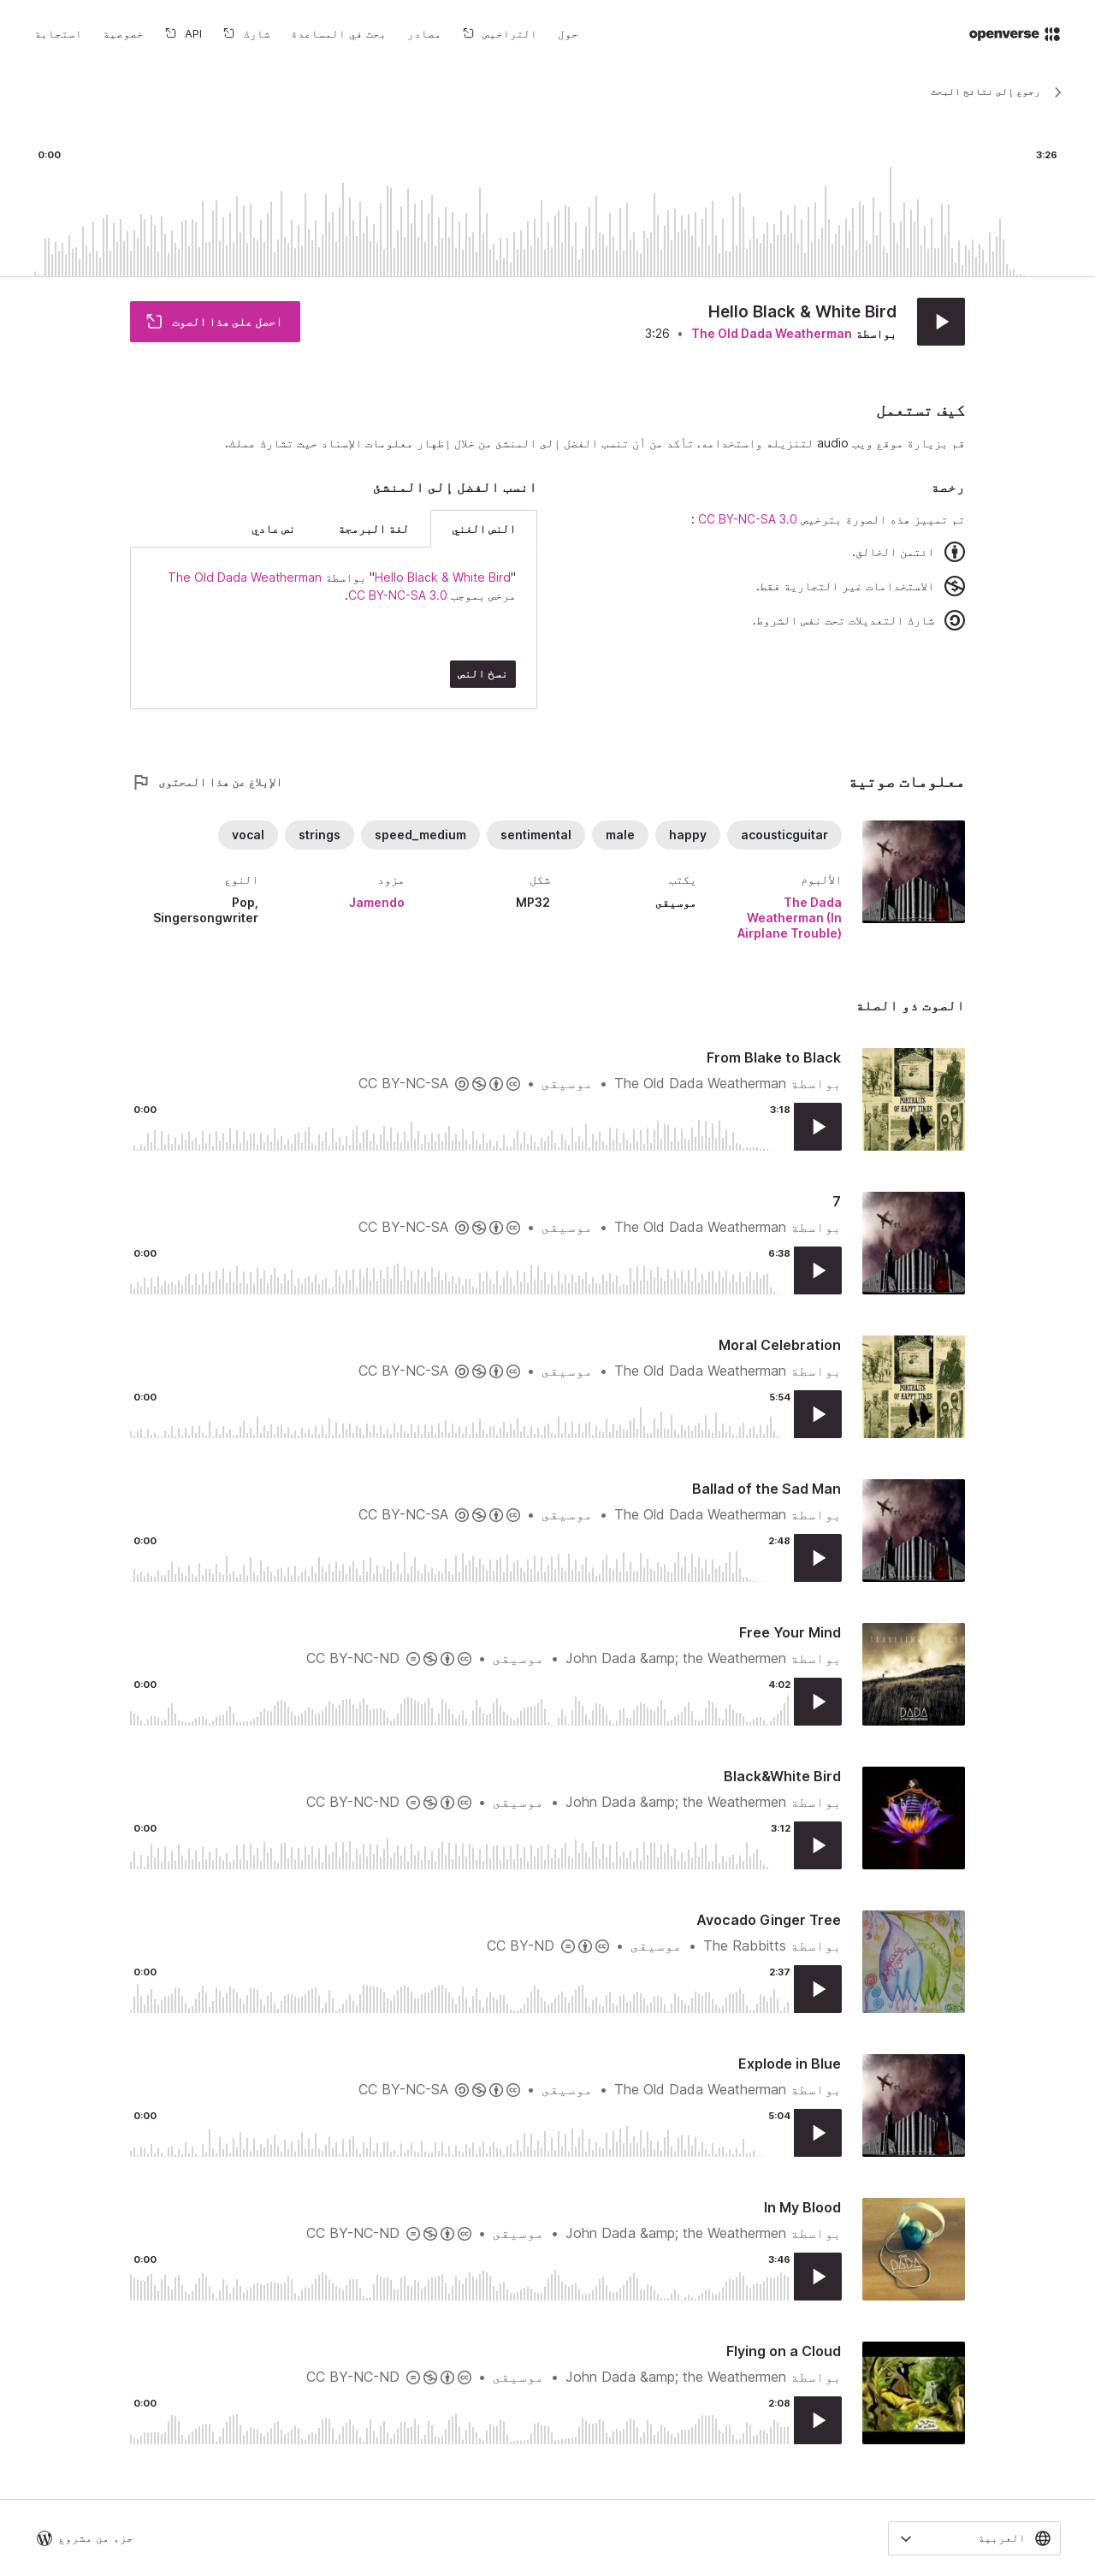 openverse
حول
التراخيص
مصادر
بحث في المساعدة
شارك
API
خصوصية
استجابة
رجوع إلى نتائج البحث
0:00
3:26
Hello Black & White Bird
بواسطة The Old Dada Weatherman • 3:26
احصل على هذا الصوت
كيف تستعمل
قم بزيارة موقع ويب audio لتنزيله واستخدامه. تأكد من أن تنسب الفضل إلى المنشئ من خلال إظهار معلومات الإسناد حيث تشارك عملك.
رخصة
تم تمييز هذه الصورة بترخيص CC BY-NC-SA 3.0 :
ائتمن الخالق.
الاستخدامات غير التجارية فقط.
شارك التعديلات تحت نفس الشروط.
انسب الفضل إلى المنشئ
النص الغني
لغة البرمجة
نص عادي
"Hello Black & White Bird" بواسطة The Old Dada Weatherman
مرخص بموجب CC BY-NC-SA 3.0.
نسخ النص
معلومات صوتية
الإبلاغ عن هذا المحتوى
acousticguitar
happy
male
sentimental
speed_medium
strings
vocal
الألبوم
The Dada
Weatherman (In
Airplane Trouble)
يكتب
موسيقى
شكل
MP32
مزود
Jamendo
النوع
Pop,
Singersongwriter
الصوت ذو الصلة
From Blake to Black
بواسطة The Old Dada Weatherman • موسيقى • CC BY-NC-SA
0:00
3:18
PORTRAITS
OF HAPPY TIMES
7
بواسطة The Old Dada Weatherman • موسيقى • CC BY-NC-SA
0:00
6:38
Moral Celebration
بواسطة The Old Dada Weatherman • موسيقى • CC BY-NC-SA
0:00
5:54
PORTRAITS
OF HAPPY TIMES
Ballad of the Sad Man
بواسطة The Old Dada Weatherman • موسيقى • CC BY-NC-SA
0:00
2:48
Free Your Mind
بواسطة John Dada &amp; the Weathermen • موسيقى • CC BY-NC-ND
0:00
4:02
DADA
Black&White Bird
بواسطة John Dada &amp; the Weathermen • موسيقى • CC BY-NC-ND
0:00
3:12
Avocado Ginger Tree
بواسطة The Rabbitts • موسيقى • CC BY-ND
0:00
2:37
Explode in Blue
بواسطة The Old Dada Weatherman • موسيقى • CC BY-NC-SA
0:00
5:04
In My Blood
بواسطة John Dada &amp; the Weathermen • موسيقى • CC BY-NC-ND
0:00
3:46
DADA
Flying on a Cloud
بواسطة John Dada &amp; the Weathermen • موسيقى • CC BY-NC-ND
0:00
2:08
العربية
جزء من مشروع